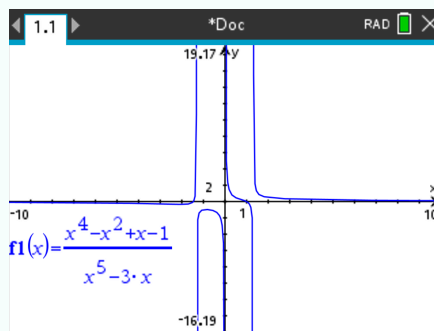 1.1 *Doc RAD
19.17 y
2
x
-10 1 10
f1(x)=x⁴-x²+x-1/x⁵-3·x
-16.19